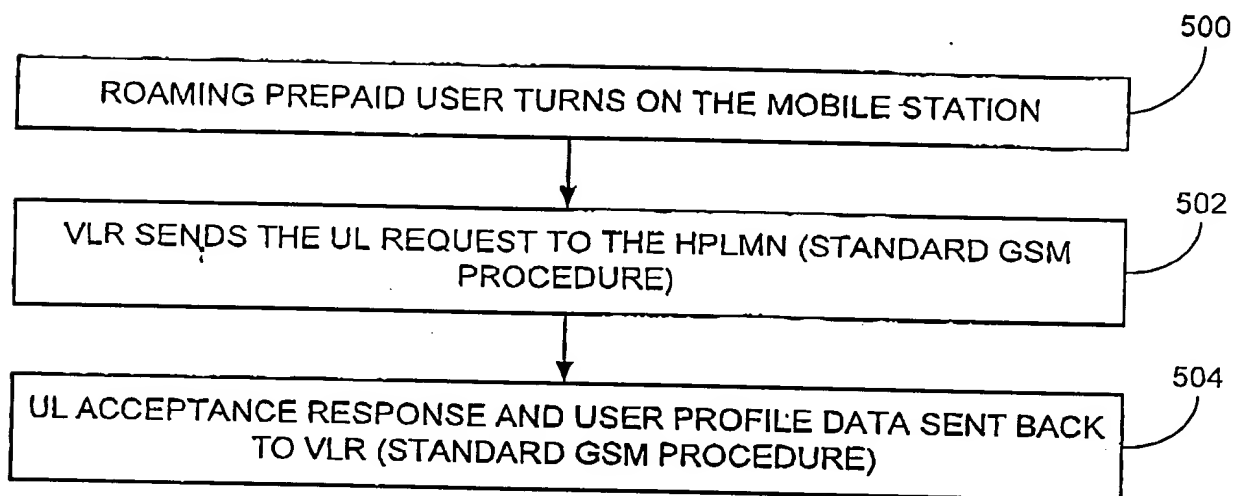 500
ROAMING PREPAID USER TURNS ON THE MOBILE STATION
502
VLR SENDS THE UL REQUEST TO THE HPLMN (STANDARD GSM
PROCEDURE)
504
UL ACCEPTANCE RESPONSE AND USER PROFILE DATA SENT BACK
TO VLR (STANDARD GSM PROCEDURE)